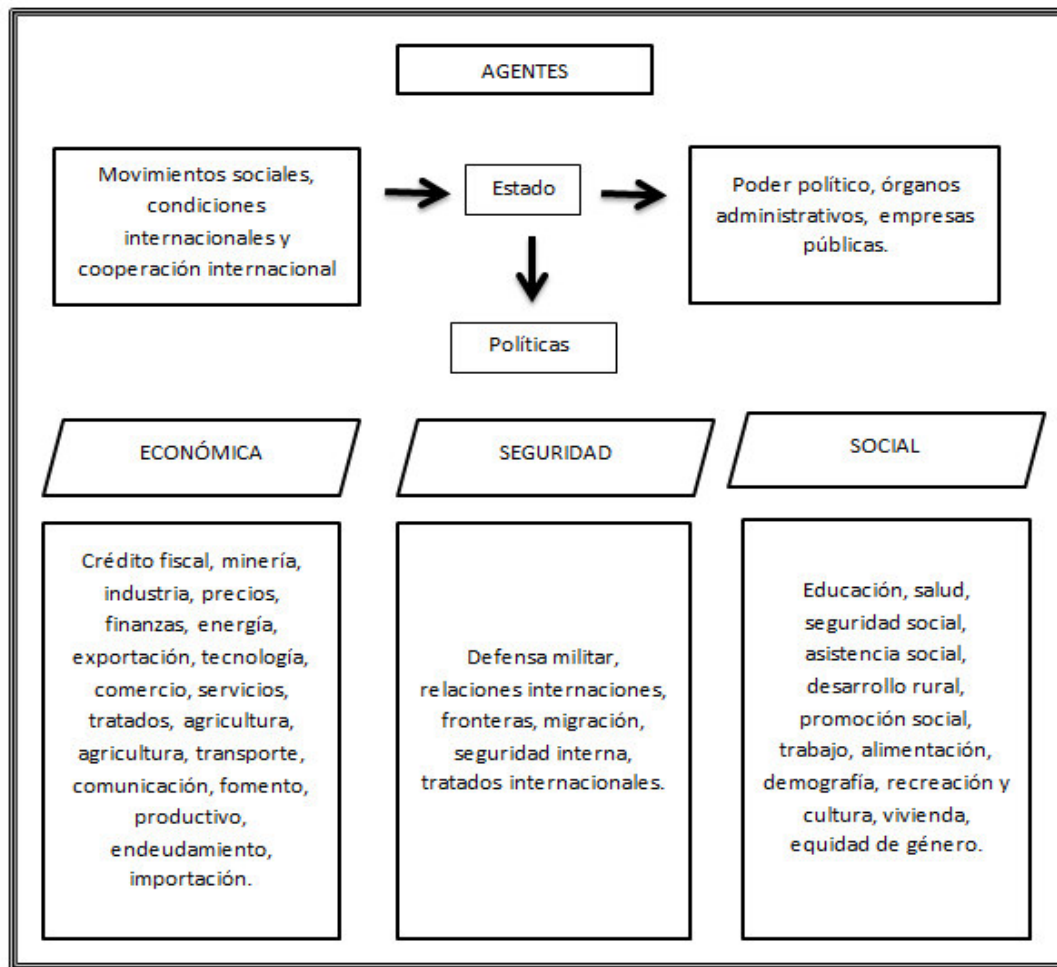 AGENTES
Movimientos sociales,
condiciones
internacionales y
cooperación internacional
Estado
Poder político, órganos
administrativos, empresas
públicas.
Políticas
ECONÓMICA
SEGURIDAD
SOCIAL
Crédito fiscal, minería,
industria, precios,
finanzas, energía,
exportación, tecnología,
comercio, servicios,
tratados, agricultura,
agricultura, transporte,
comunicación, fomento,
productivo,
endeudamiento,
importación.
Defensa militar,
relaciones internaciones,
fronteras, migración,
seguridad interna,
tratados internacionales.
Educación, salud,
seguridad social,
asistencia social,
desarrollo rural,
promoción social,
trabajo, alimentación,
demografía, recreación y
cultura, vivienda,
equidad de género.